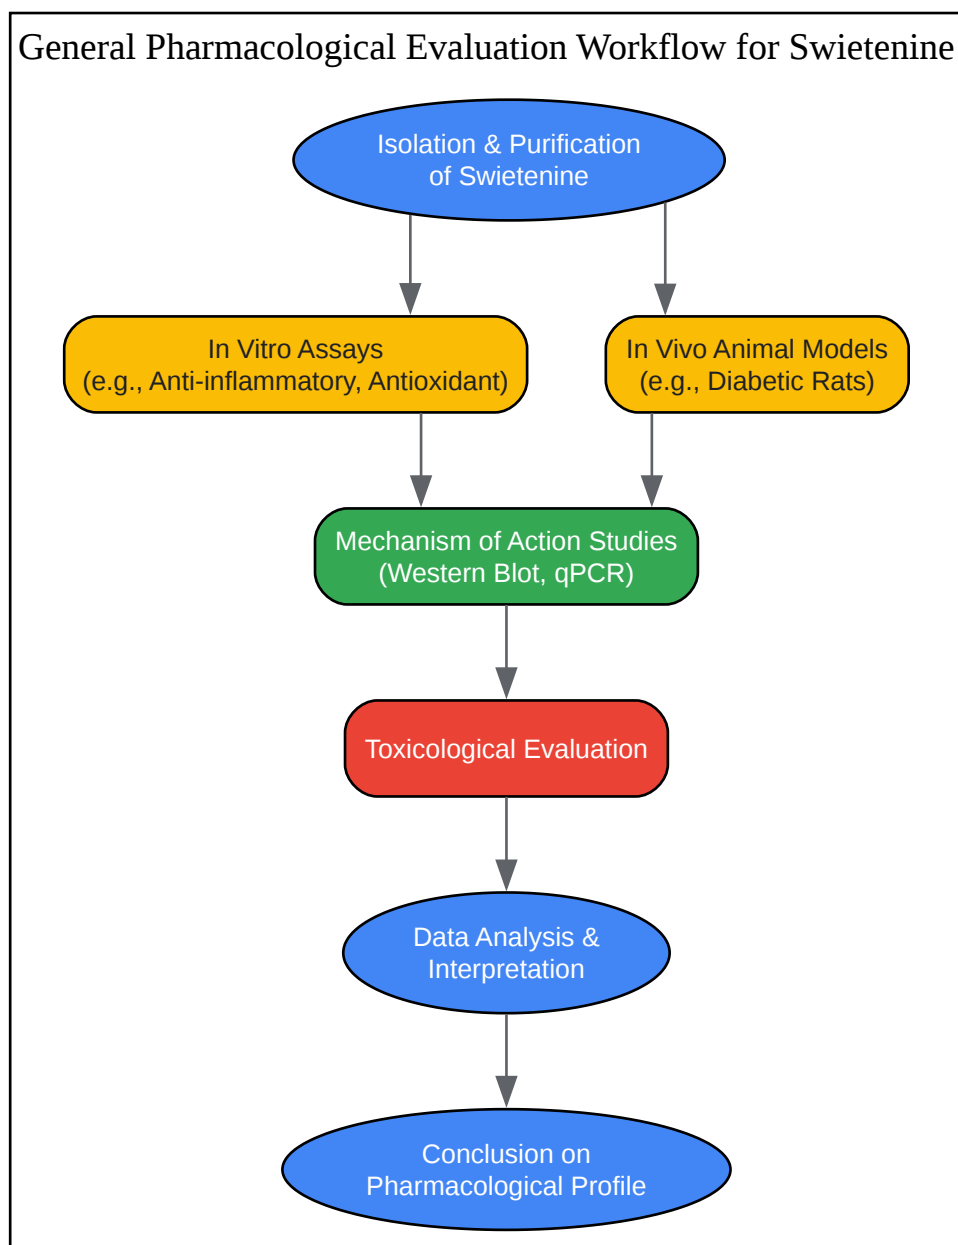 General Pharmacological Evaluation Workflow for Swietenine
Isolation & Purification
of Swietenine
In Vitro Assays
(e.g., Anti-inflammatory, Antioxidant)
In Vivo Animal Models
(e.g., Diabetic Rats)
Mechanism of Action Studies
(Western Blot, qPCR)
Toxicological Evaluation
Data Analysis &
Interpretation
Conclusion on
Pharmacological Profile